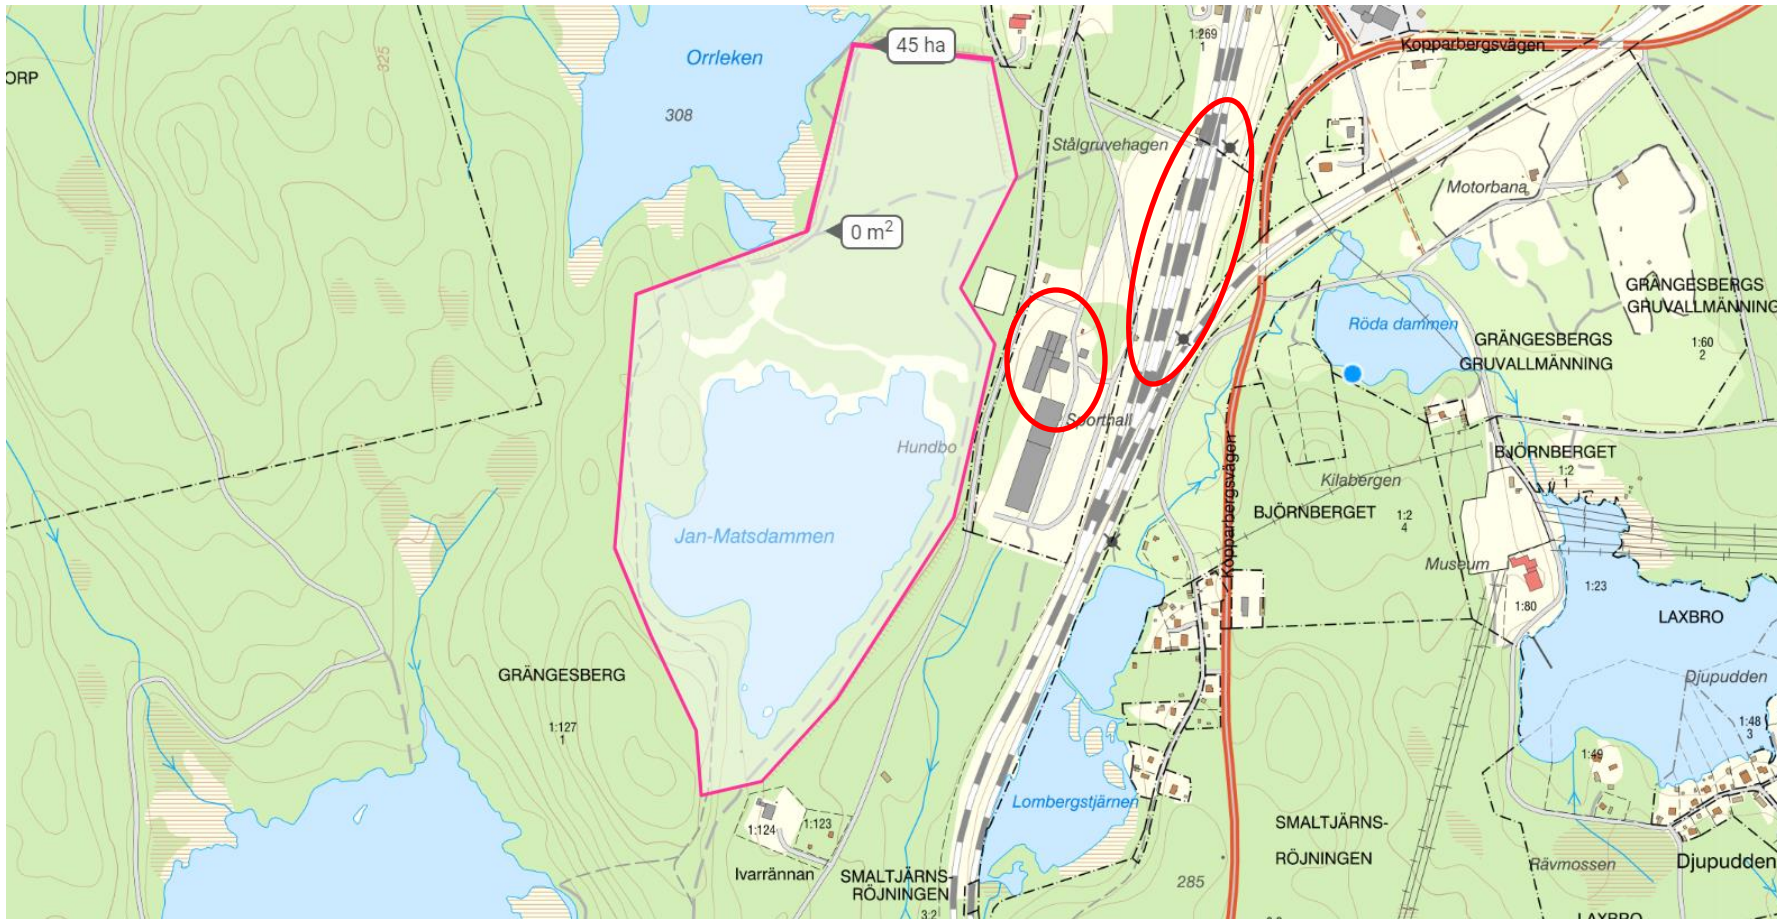 ORP
325
Orrleken
308
45 ha
1:269
1
Kopparbergsvägen
Stålgruvehagen
Motorbana
0 m²
GRÄNGESBERGS
GRUVALLMÄNNING
Röda dammen
GRÄNGESBERGS
GRUVALLMÄNNING
1:60
2
Sporthall
Hundbo
Kopparbergsvägen
BJÖRNBERGET
1:2
1
Kilabergen
BJÖRNBERGET
1:2
4
Jan-Matsdammen
Museum
1:23
1:80
LAXBRO
GRÄNGESBERG
Djupudden
1:127
1
1:48
3
1:49
Lombergstjärnen
1:124
1:123
SMALTJÄRNS-
RÖJNINGEN
Ivarrännan
SMALTJÄRNS-
RÖJNINGEN
3:2
285
Rävmossen
Djupudden
LAXBRO